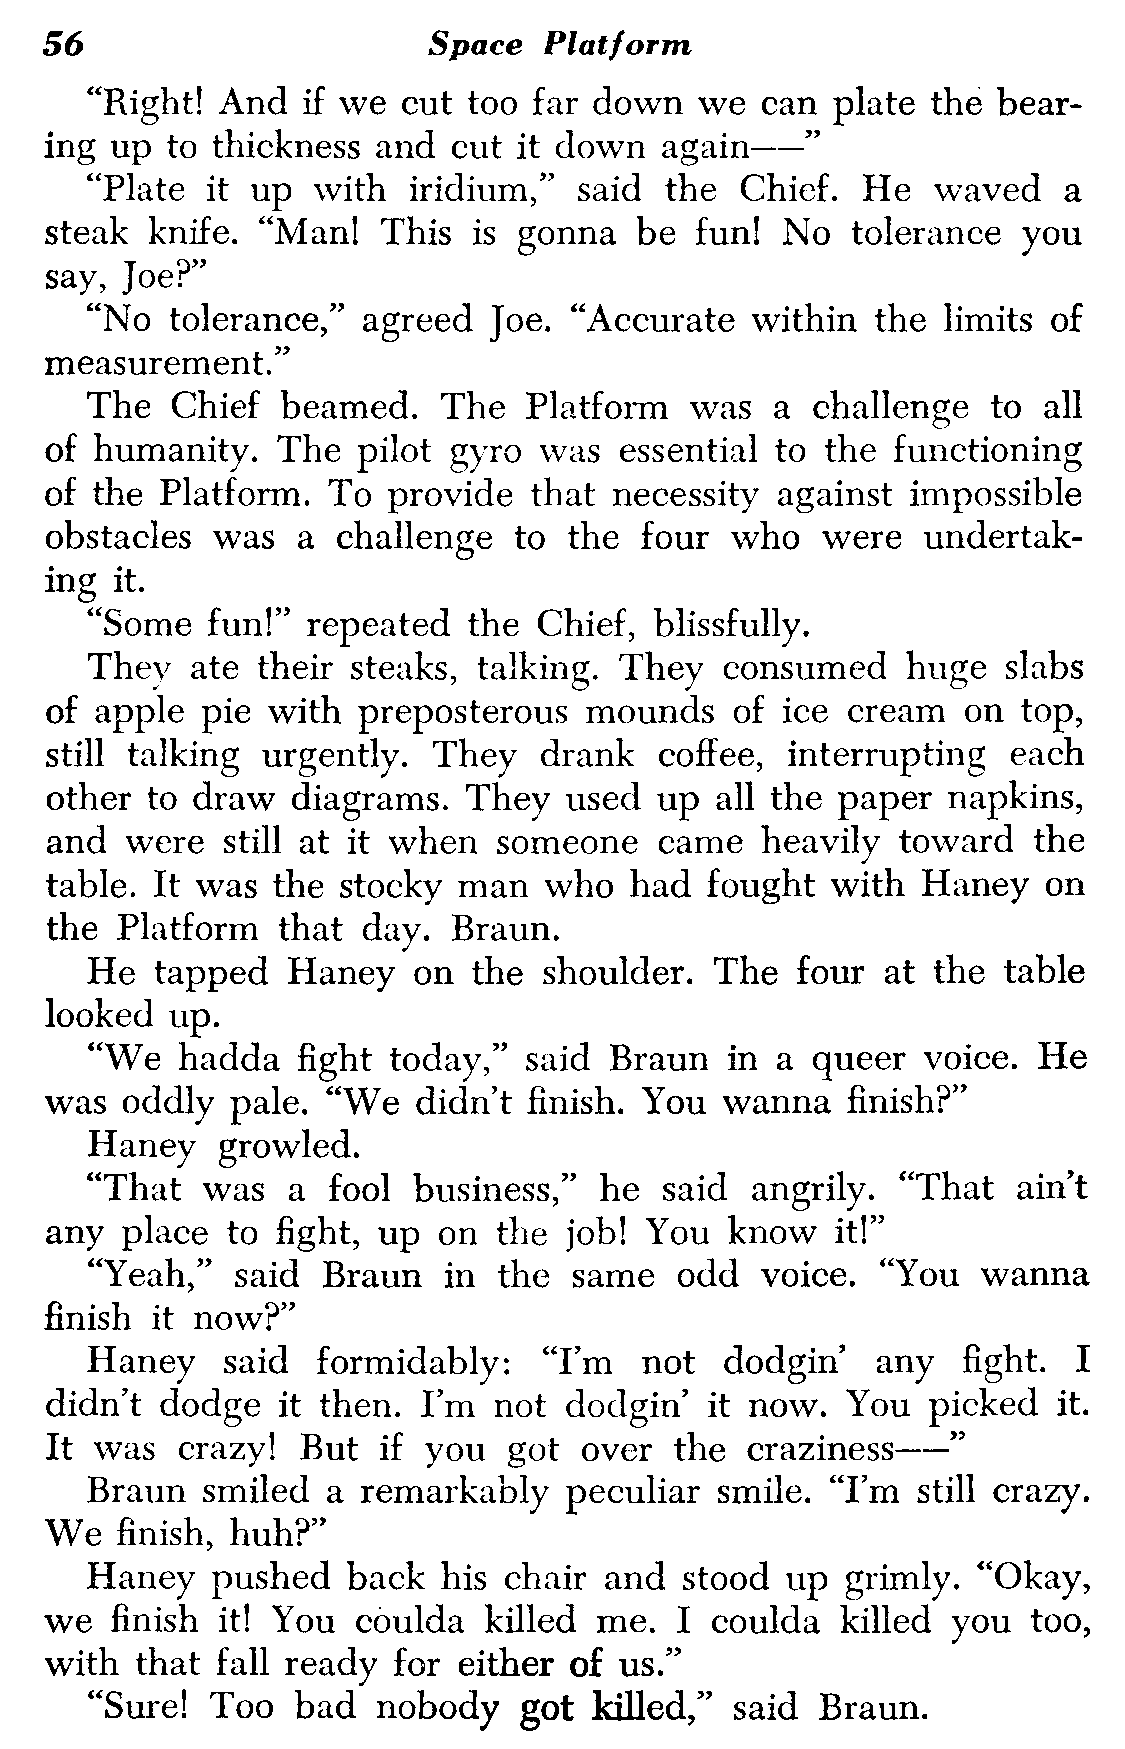 56 Space Platform
“Right! And if we cut too far down we can plate the bear-
ing up to thickness and cut it down again——”
“Plate it up with iridium,” said the Chief. He waved a
steak knife. “Man! This is gonna be fun! No tolerance you
say, Joe?”
“No tolerance,” agreed Joe. “Accurate within the limits of
measurement.”
The Chief beamed. The Platform was a challenge to all
of humanity. The pilot gyro was essential to the functioning
of the Platform. To provide that necessity against impossible
obstacles was a challenge to the four who were undertak-
ing it.
“Some fun!” repeated the Chief, blissfully.
They ate their steaks, talking. They consumed huge slabs
of apple pie with preposterous mounds of ice cream on top,
still talking urgently. They drank coffee, interrupting each
other to draw diagrams. They used up all the paper napkins,
and were still at it when someone came heavily toward the
table. It was the stocky man who had fought with Haney on
the Platform that day. Braun.
He tapped Haney on the shoulder. The four at the table
looked up.
“We hadda fight today,” said Braun in a queer voice. He
was oddly pale. “We didn’t finish. You wanna finish?”
Haney growled.
“That was a fool business,” he said angrily. “That ain’t
any place to fight, up on the job! You know it!”
“Yeah,” said Braun in the same odd voice. “You wanna
finish it now?”
Haney said formidably: “I’m not dodgin’ any fight. I
didn’t dodge it then. I’m not dodgin’ it now. You picked it.
It was crazy! But if you got over the craziness——”
Braun smiled a remarkably peculiar smile. “I’m still crazy.
We finish, huh?”
Haney pushed back his chair and stood up grimly. “Okay,
we finish it! You coulda killed me. I coulda killed you too,
with that fall ready for either of us.”
“Sure! Too bad nobody got killed,” said Braun.